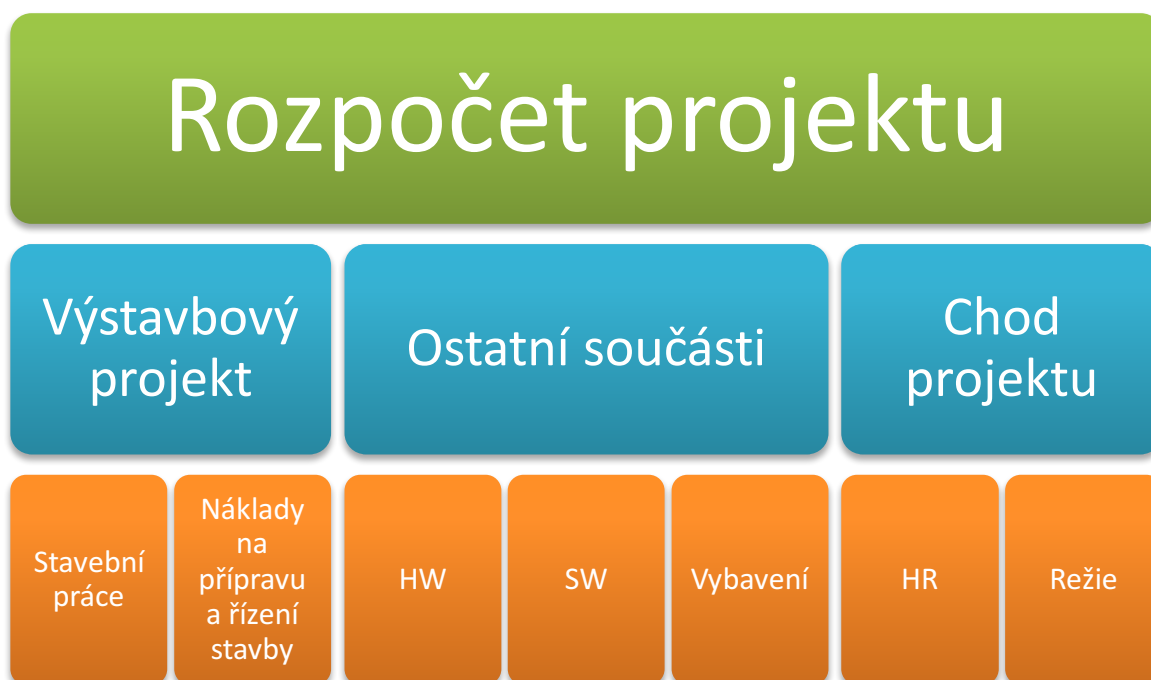 Rozpočet projektu
Výstavbový
projekt
Ostatní součásti
Chod
projektu
Stavební
práce
Náklady
na
přípravu
a řízení
stavby
HW
SW
Vybavení
HR
Režie